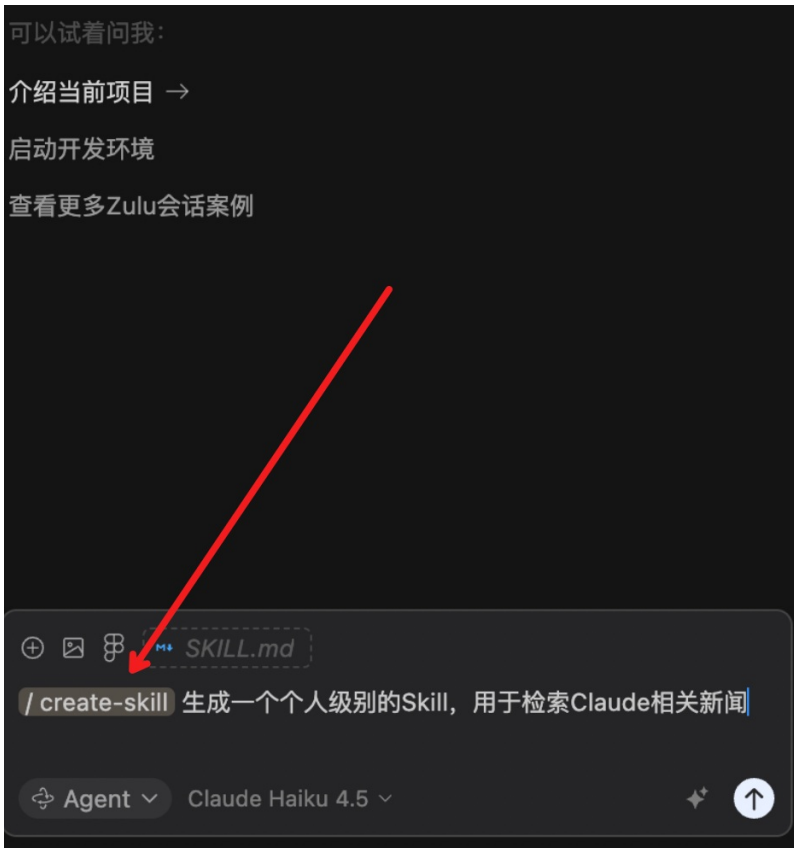 可以试着问我：
介绍当前项目 →
启动开发环境
查看更多Zulu会话案例
SKILL.md
/ create-skill 生成一个个人级别的Skill，用于检索Claude相关新闻
Agent Claude Haiku 4.5